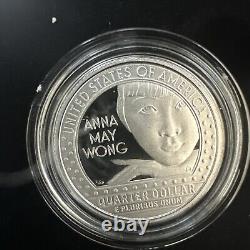 UNITED STATES OF AMERICA
ANNA
MAY
WONG
QUARTER DOLLAR
E PLURIBUS UNUM